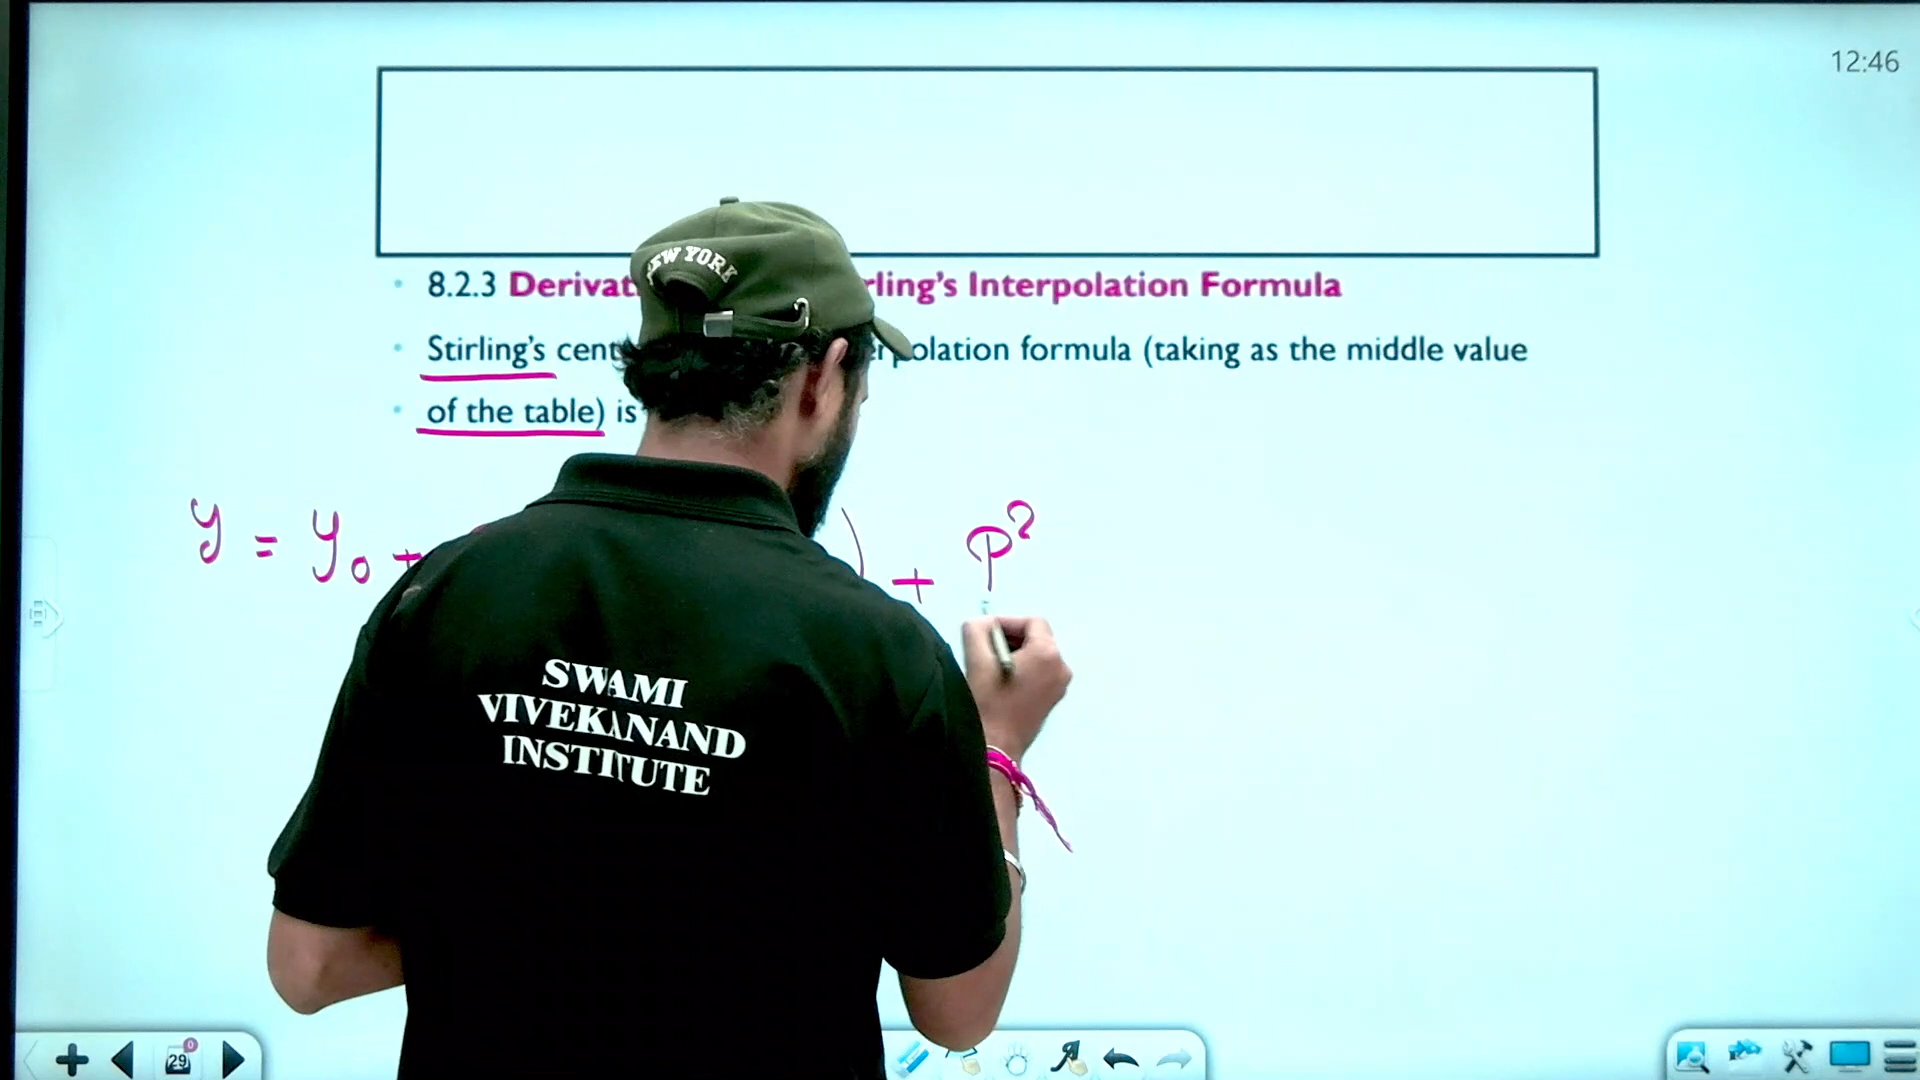 12:46
8.2.3 Derivat rling's Interpolation Formula
Stirling's cent rpolation formula (taking as the middle value
of the table) is
y = y₀ + ) + p²
NEW YORK
SWAMI
VIVEKANAND
INSTITUTE
29
0